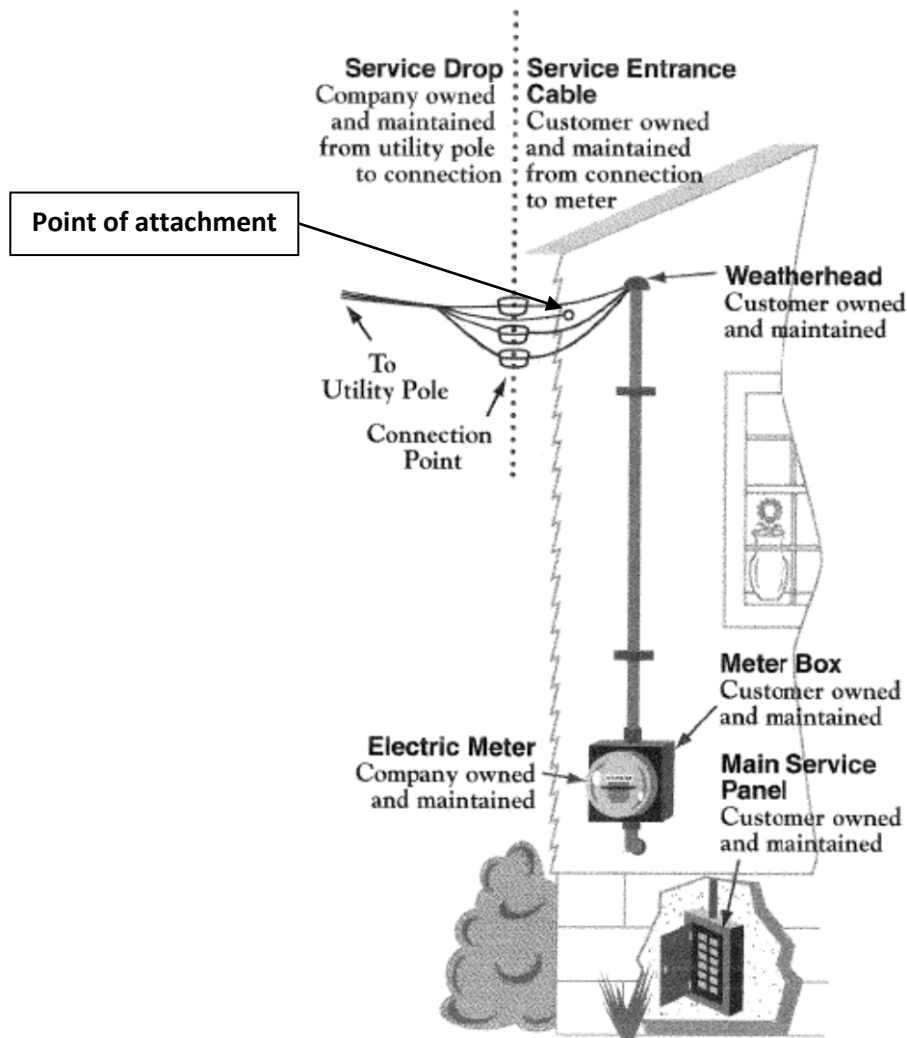 Service Drop
Company owned
and maintained
from utility pole
to connection
Service Entrance
Cable
Customer owned
and maintained
from connection
to meter
Point of attachment
Weatherhead
Customer owned
and maintained
To
Utility Pole
Connection
Point
Meter Box
Customer owned
and maintained
Electric Meter
Company owned
and maintained
Main Service
Panel
Customer owned
and maintained